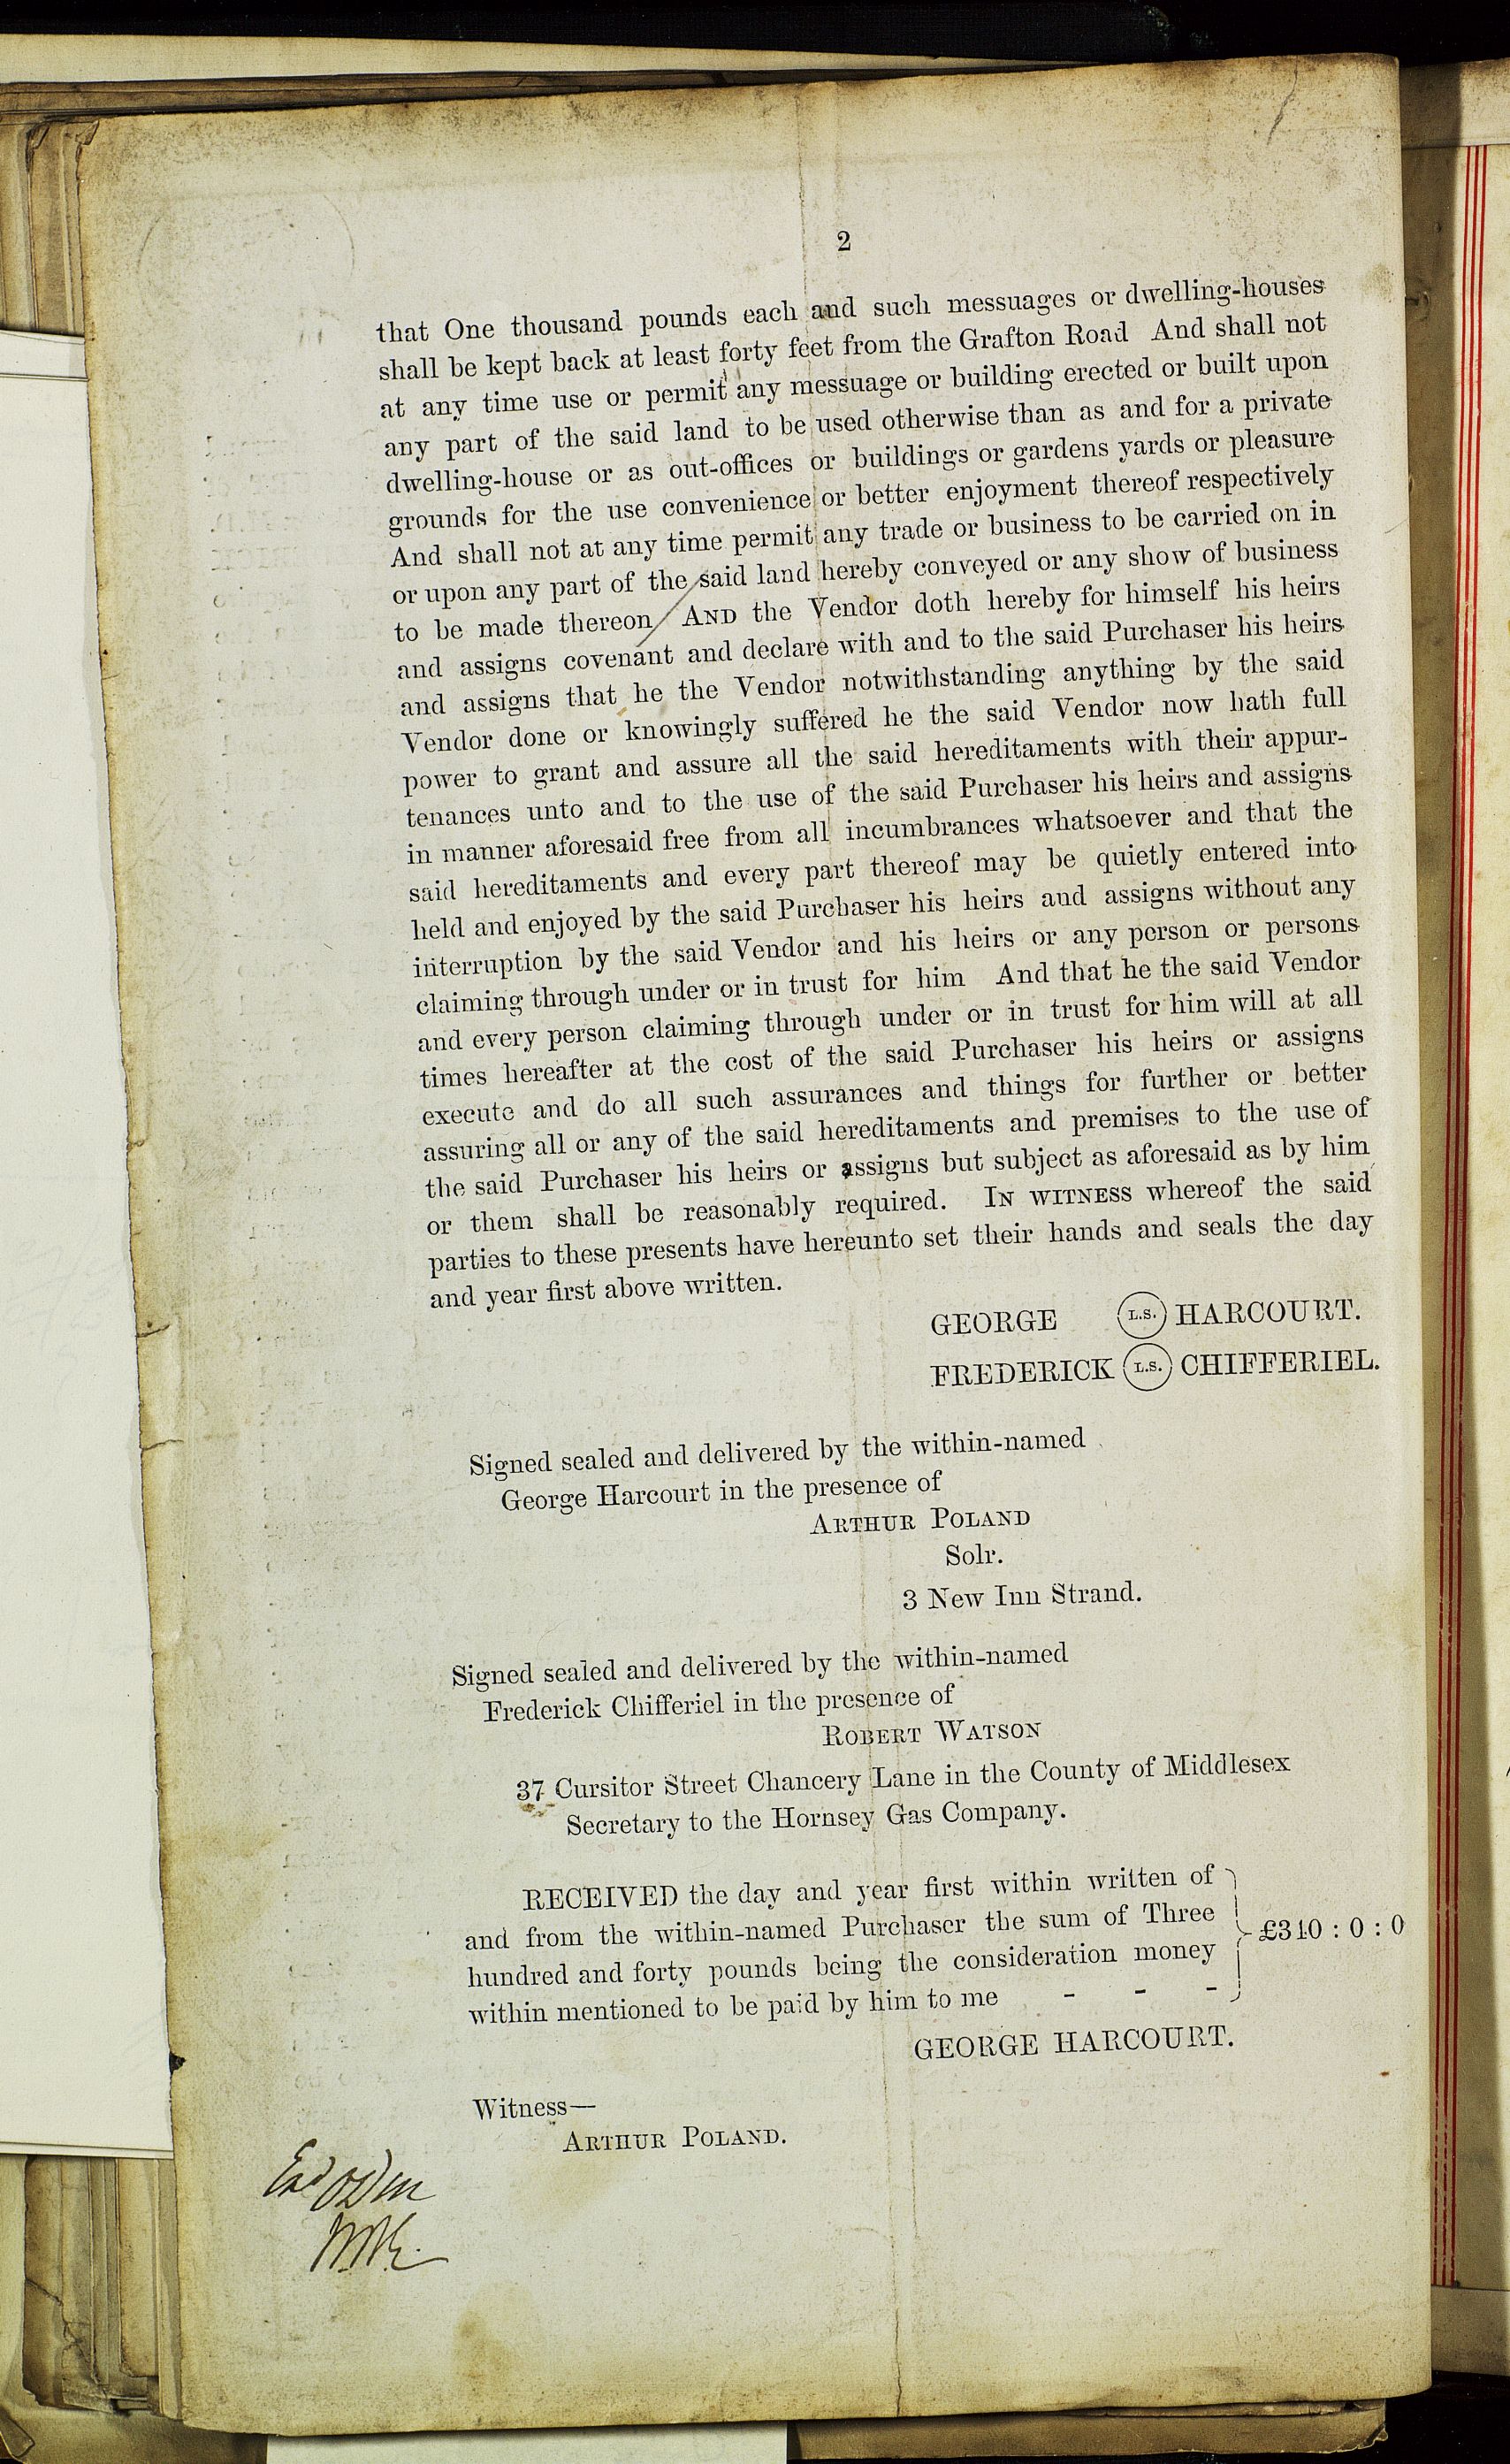 2
that One thousand pounds each and such messuages or dwelling-houses
shall be kept back at least forty feet from the Grafton Road And shall not
at any time use or permit any messuage or building erected or built upon
any part of the said land to be used otherwise than as and for a private
dwelling-house or as out-offices or buildings or gardens yards or pleasure
grounds for the use convenience or better enjoyment thereof respectively
And shall not at any time permit any trade or business to be carried on in
or upon any part of the said land hereby conveyed or any show of business
to be made thereon AND the Vendor doth hereby for himself his heirs
and assigns covenant and declare with and to the said Purchaser his heirs
and assigns that he the Vendor notwithstanding anything by the said
Vendor done or knowingly suffered he the said Vendor now hath full
power to grant and assure all the said hereditaments with their appur-
tenances unto and to the use of the said Purchaser his heirs and assigns
in manner aforesaid free from all incumbrances whatsoever and that the
said hereditaments and every part thereof may be quietly entered into
held and enjoyed by the said Purchaser his heirs and assigns without any
interruption by the said Vendor and his heirs or any person or persons
claiming through under or in trust for him And that he the said Vendor
and every person claiming through under or in trust for him will at all
times hereafter at the cost of the said Purchaser his heirs or assigns
execute and do all such assurances and things for further or better
assuring all or any of the said hereditaments and premises to the use of
the said Purchaser his heirs or assigns but subject as aforesaid as by him
or them shall be reasonably required. IN WITNESS whereof the said
parties to these presents have hereunto set their hands and seals the day
and year first above written.
GEORGE L.S. HARCOURT.
FREDERICK L.S. CHIFFERIEL.
Signed sealed and delivered by the within-named
George Harcourt in the presence of
ARTHUR POLAND
Solr.
3 New Inn Strand.
Signed sealed and delivered by the within-named
Frederick Chifferiel in the presence of
ROBERT WATSON
37 Cursitor Street Chancery Lane in the County of Middlesex
Secretary to the Hornsey Gas Company.
RECEIVED the day and year first within written of
and from the within-named Purchaser the sum of Three
hundred and forty pounds being the consideration money £340 : 0 : 0
within mentioned to be paid by him to me - - -
GEORGE HARCOURT.
Witness—
ARTHUR POLAND.